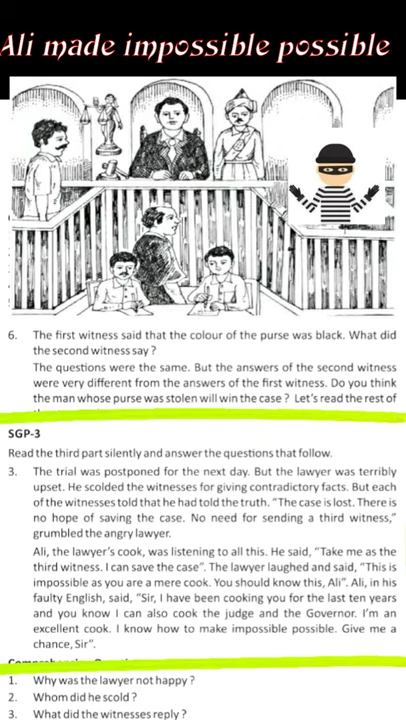 Ali made impossible possible
6. The first witness said that the colour of the purse was black. What did
the second witness say ?
The questions were the same. But the answers of the second witness
were very different from the answers of the first witness. Do you think
the man whose purse was stolen will win the case ? Let's read the rest of
SGP-3
Read the third part silently and answer the questions that follow.
3. The trial was postponed for the next day. But the lawyer was terribly
upset. He scolded the witnesses for giving contradictory facts. But each
of the witnesses told that he had told the truth. "The case is lost. There is
no hope of saving the case. No need for sending a third witness,"
grumbled the angry lawyer.
Ali, the lawyer's cook, was listening to all this. He said, "Take me as the
third witness. I can save the case". The lawyer laughed and said, "This is
impossible as you are a mere cook. You should know this, Ali". Ali, in his
faulty English, said, "Sir, I have been cooking you for the last ten years
and you know I can also cook the judge and the Governor. I'm an
excellent cook. I know how to make impossible possible. Give me a
chance, Sir".
1. Why was the lawyer not happy ?
2. Whom did he scold ?
3. What did the witnesses reply ?